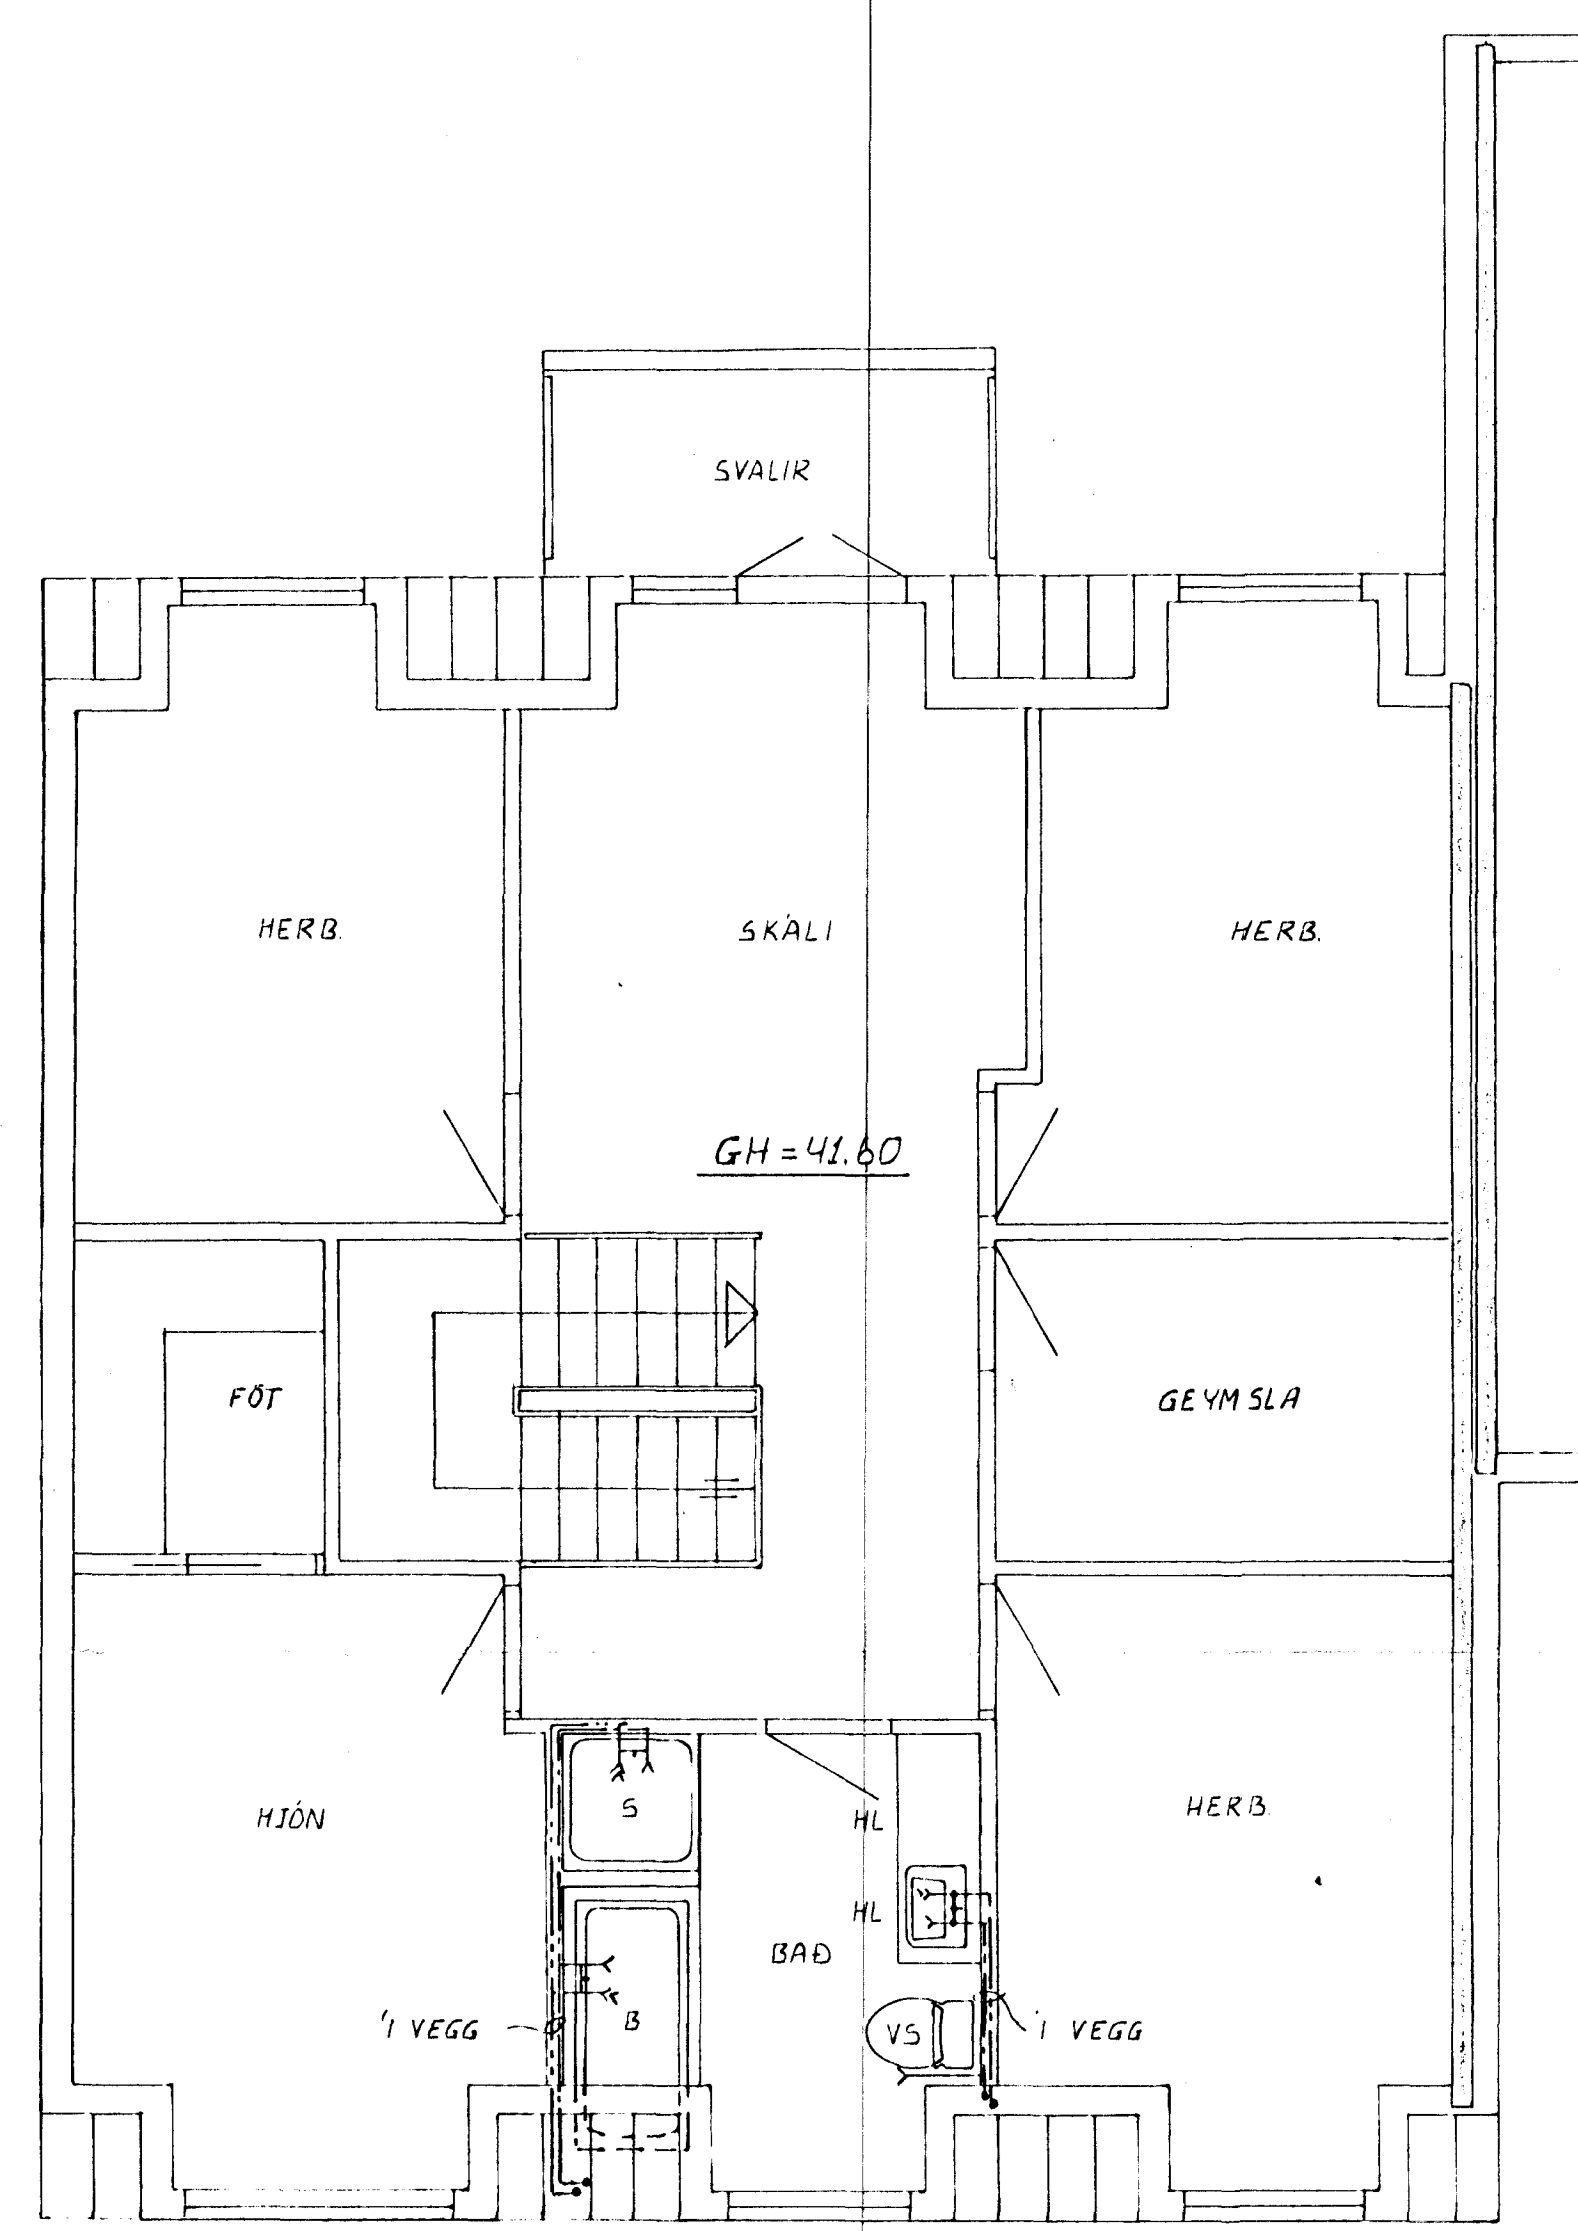 SVALIR
HERB.
SKÁLI
HERB.
GH = 41.60
FÖT
GEYMSLA
HJÓN
S
HL
HERB.
HL
BAÐ
Í VEGG
B
VS
Í VEGG